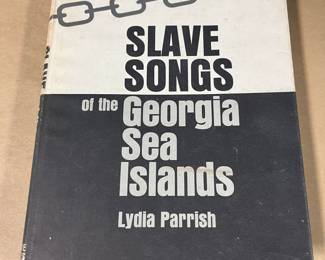 SLAVE
SONGS
of the Georgia
Sea
Islands
Lydia Parrish